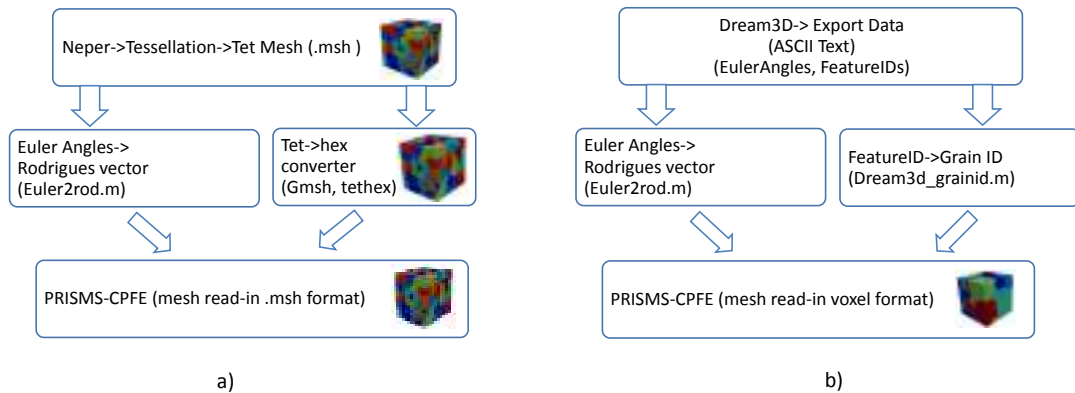 Neper->Tessellation->Tet Mesh (.msh )
Euler Angles->
Rodrigues vector
(Euler2rod.m)
Tet->hex
converter
(Gmsh, tethex)
PRISMS-CPFE (mesh read-in .msh format)
a)
Dream3D-> Export Data
(ASCII Text)
(EulerAngles, FeatureIDs)
Euler Angles->
Rodrigues vector
(Euler2rod.m)
FeatureID->Grain ID
(Dream3d_grainid.m)
PRISMS-CPFE (mesh read-in voxel format)
b)